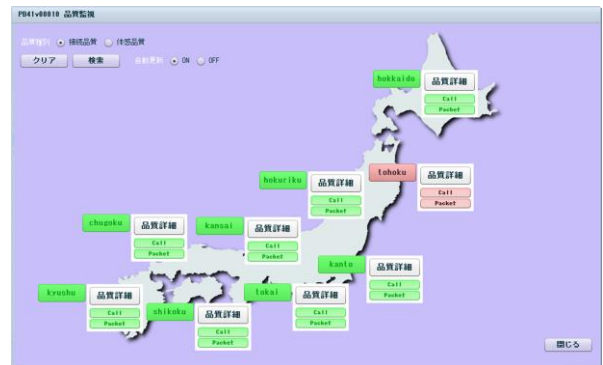 PD41v00010 品質監視
品質種別 接続品質 体感品質
クリア 検索 自動更新 ON OFF
hokkaido 品質詳細
Call
Packet
hokuriku 品質詳細
Call
Packet
tohoku 品質詳細
Call
Packet
chugoku 品質詳細
Call
Packet
kansai 品質詳細
Call
Packet
kanto 品質詳細
Call
Packet
kyushu 品質詳細
Call
Packet
shikoku 品質詳細
Call
Packet
tokai 品質詳細
Call
Packet
閉じる